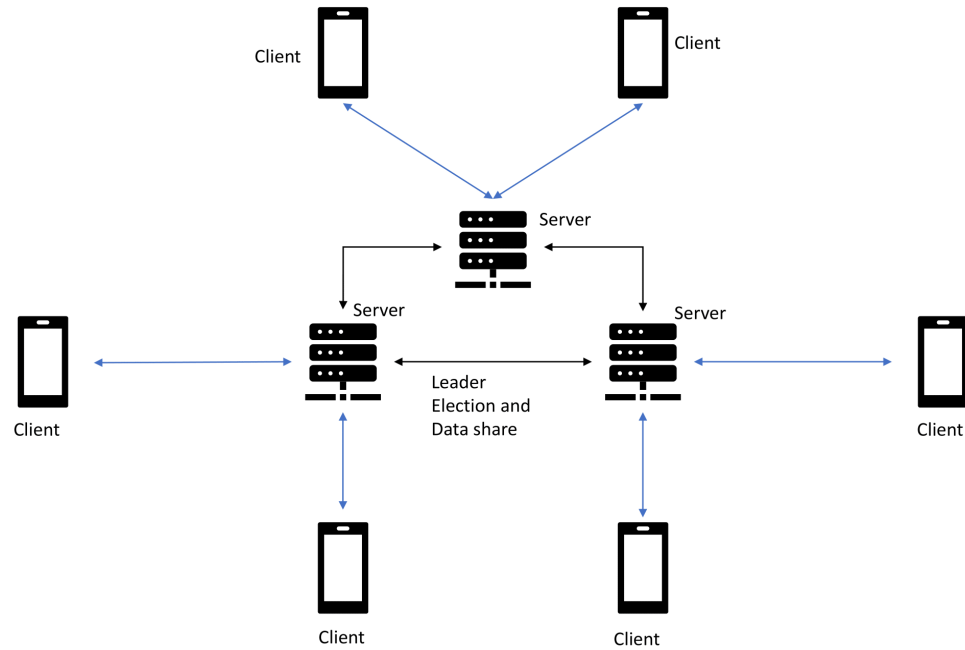 Client
Client
Server
Server
Server
Leader
Election and
Data share
Client
Client
Client
Client